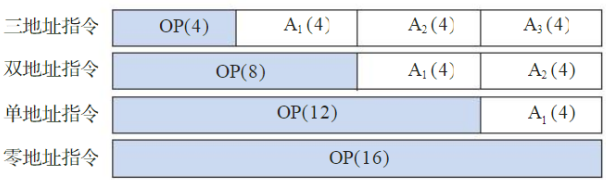 三地址指令 OP(4) A₁(4) A₂(4) A₃(4)
双地址指令 OP(8) A₁(4) A₂(4)
单地址指令 OP(12) A₁(4)
零地址指令 OP(16)